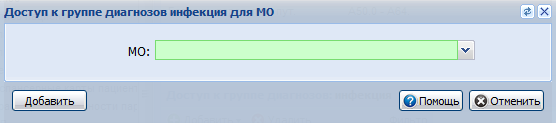 Доступ к группе диагнозов инфекция для МО
МО:
Добавить
Помощь
Отменить